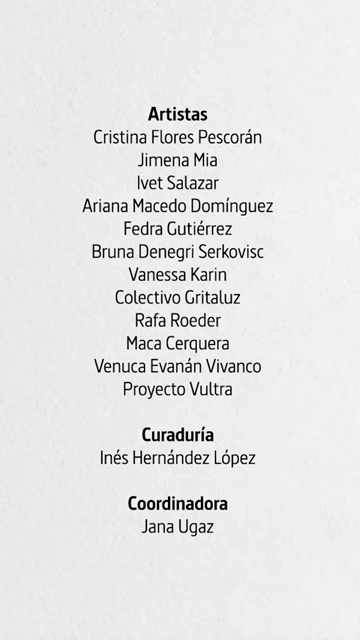 Artistas
Cristina Flores Pescorán
Jimena Mia
Ivet Salazar
Ariana Macedo Domínguez
Fedra Gutiérrez
Bruna Denegri Serkovisc
Vanessa Karin
Colectivo Gritaluz
Rafa Roeder
Maca Cerquera
Venuca Evanán Vivanco
Proyecto Vultra
Curaduría
Inés Hernández López
Coordinadora
Jana Ugaz